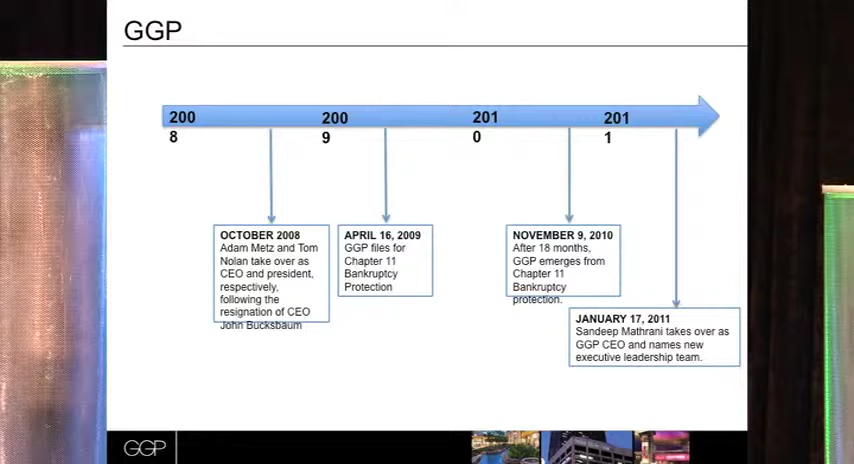 GGP
200
8
200
9
201
0
201
1
OCTOBER 2008
Adam Metz and Tom
Nolan take over as
CEO and president,
respectively,
following the
resignation of CEO
John Bucksbaum
APRIL 16, 2009
GGP files for
Chapter 11
Bankruptcy
Protection
NOVEMBER 9, 2010
After 18 months,
GGP emerges from
Chapter 11
Bankruptcy
protection.
JANUARY 17, 2011
Sandeep Mathrani takes over as
GGP CEO and names new
executive leadership team.
GGP